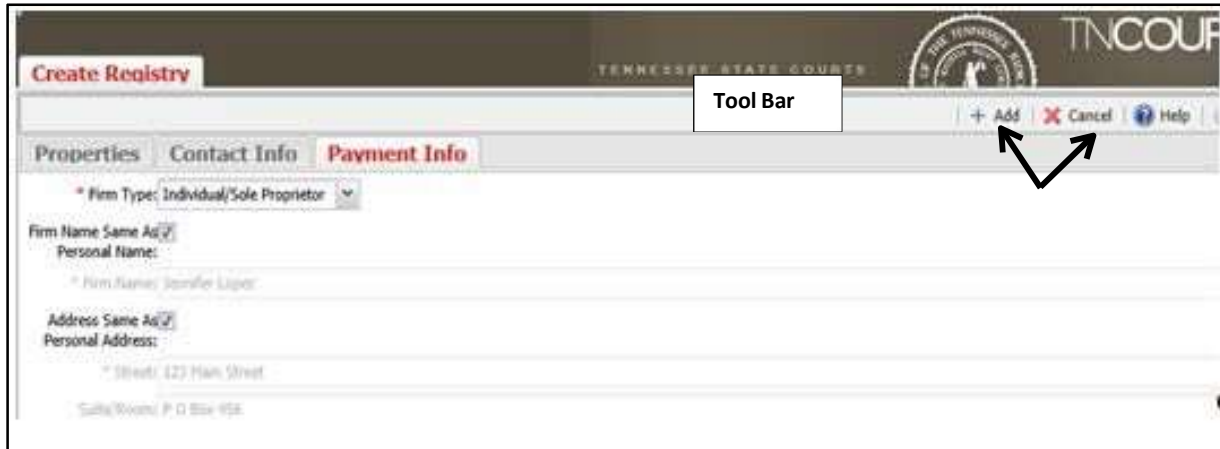 TNCOUR
TENNESSEE STATE COURTS
Create Registry
Tool Bar
+ Add Cancel Help
Properties Contact Info Payment Info
* Firm Type: Individual/Sole Proprietor
Firm Name Same As
Personal Name:
* Firm Name: Jennifer
Address Same As
Personal Address:
* Street: 123 Main Street
Suite/Room: P O Box 456